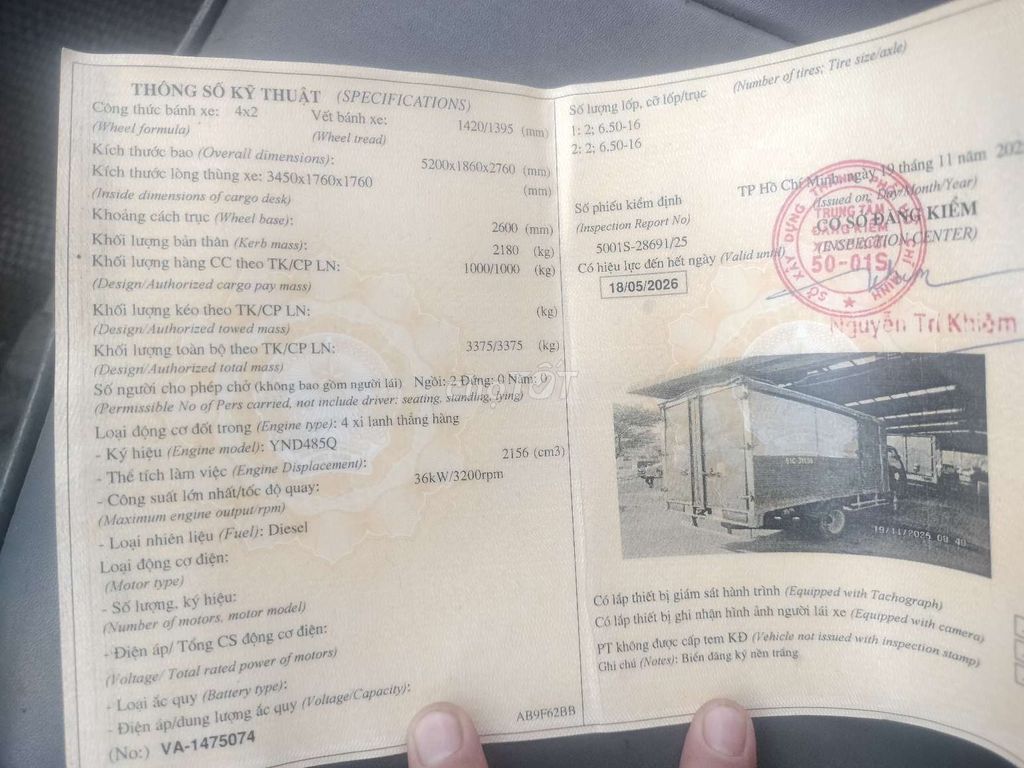 THÔNG SỐ KỸ THUẬT (SPECIFICATIONS)
Công thức bánh xe: 4x2 Vết bánh xe: 1420/1395 (mm)
(Wheel formula) (Wheel tread)
Kích thước bao (Overall dimensions): 5200x1860x2760 (mm)
Kích thước lòng thùng xe: 3450x1760x1760 (mm)
(Inside dimensions of cargo desk)
Khoảng cách trục (Wheel base): 2600 (mm)
Khối lượng bản thân (Kerb mass): 2180 (kg)
Khối lượng hàng CC theo TK/CP LN: 1000/1000 (kg)
(Design/Authorized cargo pay mass)
Khối lượng kéo theo TK/CP LN: (kg)
(Design/Authorized towed mass)
Khối lượng toàn bộ theo TK/CP LN: 3375/3375 (kg)
(Design/Authorized total mass)
Số người cho phép chở (không bao gồm người lái) Ngồi: 2 Đứng: 0 Nằm: 0
(Permissible No of Pers carried, not include driver: seating, standing, lying)
Loại động cơ đốt trong (Engine type): 4 xi lanh thẳng hàng
- Ký hiệu (Engine model): YND485Q
- Thể tích làm việc (Engine Displacement): 2156 (cm3)
- Công suất lớn nhất/tốc độ quay: 36kW/3200rpm
(Maximum engine output/rpm)
- Loại nhiên liệu (Fuel): Diesel
Loại động cơ điện:
(Motor type)
- Số lượng, ký hiệu:
(Number of motors, motor model)
- Điện áp/ Tổng CS động cơ điện:
(Voltage/ Total rated power of motors)
- Loại ắc quy (Battery type):
- Điện áp/dung lượng ắc quy (Voltage/Capacity):
(No:) VA-1475074
AB9F62BB
Số lượng lốp, cỡ lốp/trục (Number of tires; Tire size/axle)
1: 2; 6.50-16
2: 2; 6.50-16
TP Hồ Chí Minh, ngày 19 tháng 11 năm 202
(Issued on: Day/Month/Year)
Số phiếu kiểm định
CƠ SỞ ĐĂNG KIỂM
(Inspection Report No)
(INSPECTION CENTER)
5001S-28691/25
Có hiệu lực đến hết ngày (Valid until)
18/05/2026
SỞ XÂY DỰNG THÀNH PHỐ HỒ CHÍ MINH
TRUNG TÂM
ĐĂNG KIỂM
50-01S
Nguyễn Trí Khiêm
CHỢ TỐT
19/11/2025 09:40
Có lắp thiết bị giám sát hành trình (Equipped with Tachograph)
Có lắp thiết bị ghi nhận hình ảnh người lái xe (Equipped with camera)
PT không được cấp tem KĐ (Vehicle not issued with inspection stamp)
Ghi chú (Notes): Biển đăng ký nền trắng